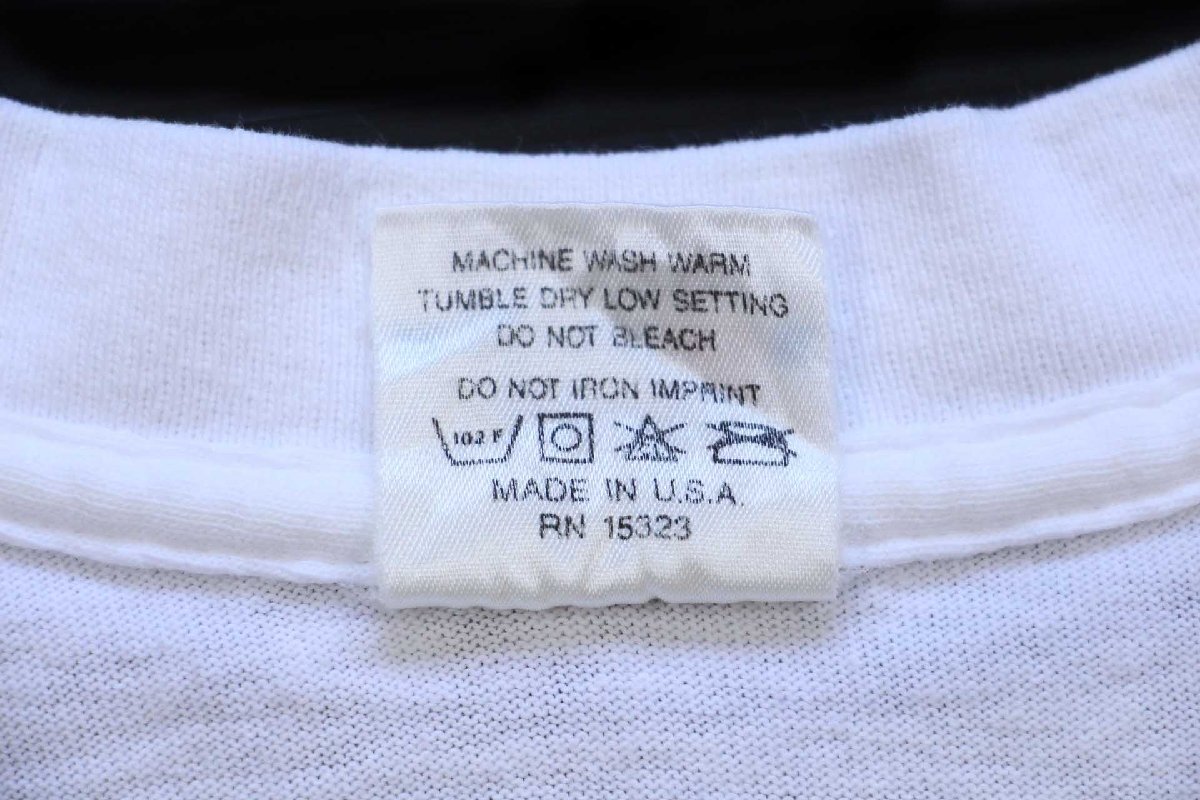 MACHINE WASH WARM
TUMBLE DRY LOW SETTING
DO NOT BLEACH
DO NOT IRON IMPRINT
102 F
MADE IN U.S.A.
RN 15323